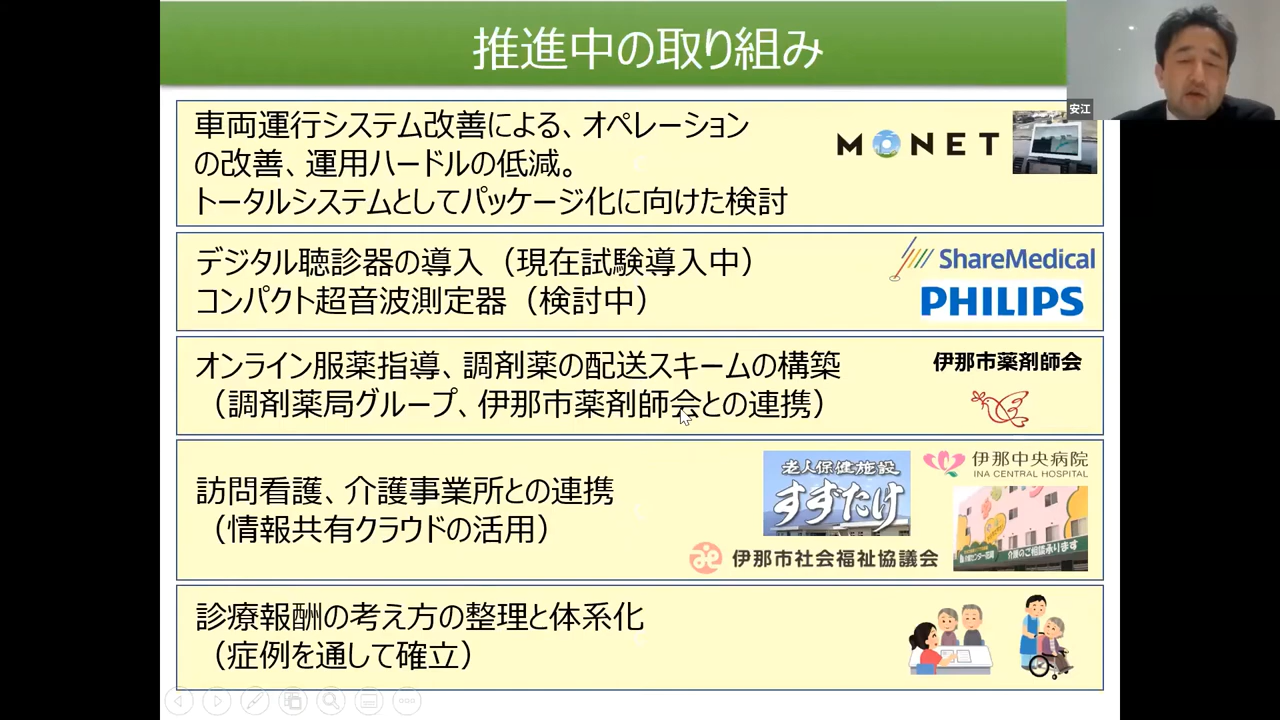 推進中の取り組み
安江
車両運行システム改善による、オペレーション
の改善、運用ハードルの低減。
トータルシステムとしてパッケージ化に向けた検討
MONET
デジタル聴診器の導入（現在試験導入中）
コンパクト超音波測定器（検討中）
ShareMedical
PHILIPS
オンライン服薬指導、調剤薬の配送スキームの構築
（調剤薬局グループ、伊那市薬剤師会との連携）
伊那市薬剤師会
訪問看護、介護事業所との連携
（情報共有クラウドの活用）
老人保健施設
すずたけ
伊那中央病院
INA CENTRAL HOSPITAL
介護のご相談承ります
伊那市社会福祉協議会
診療報酬の考え方の整理と体系化
（症例を通して確立）